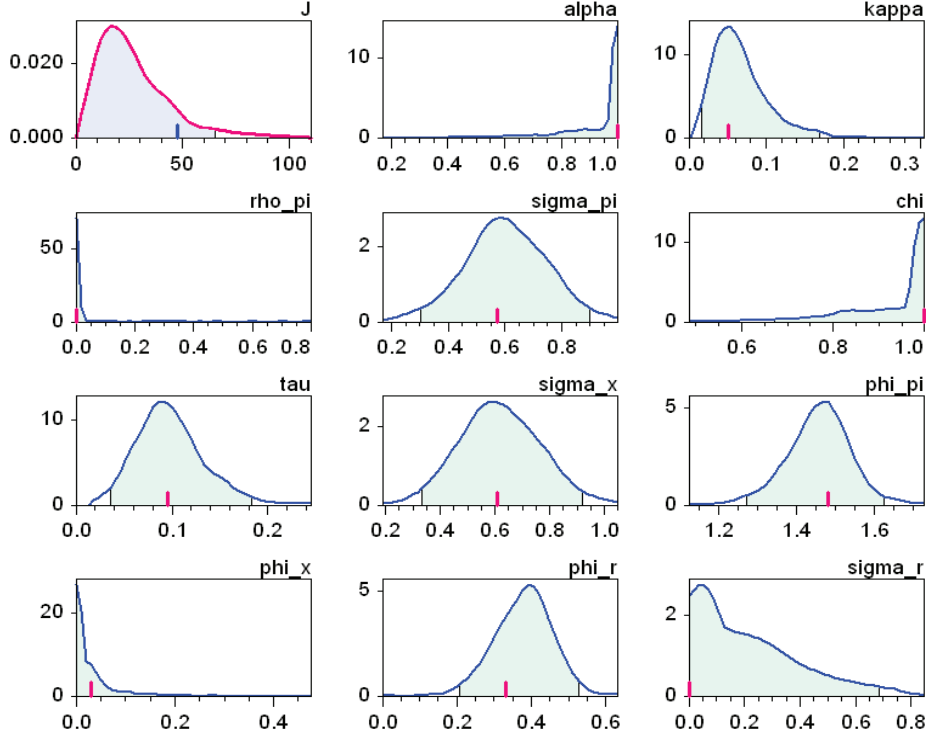 J
0.020
0.000
0 50 100
alpha
10
0
0.2 0.4 0.6 0.8 1.0
kappa
10
0
0.0 0.1 0.2 0.3
rho_pi
50
0
0.0 0.2 0.4 0.6 0.8
sigma_pi
2
0
0.2 0.4 0.6 0.8
chi
10
0
0.6 0.8 1.0
tau
10
0
0.0 0.1 0.2
sigma_x
2
0
0.2 0.4 0.6 0.8 1.0
phi_pi
5
0
1.2 1.4 1.6
phi_x
20
0
0.0 0.2 0.4
phi_r
5
0
0.0 0.2 0.4 0.6
sigma_r
2
0
0.0 0.2 0.4 0.6 0.8